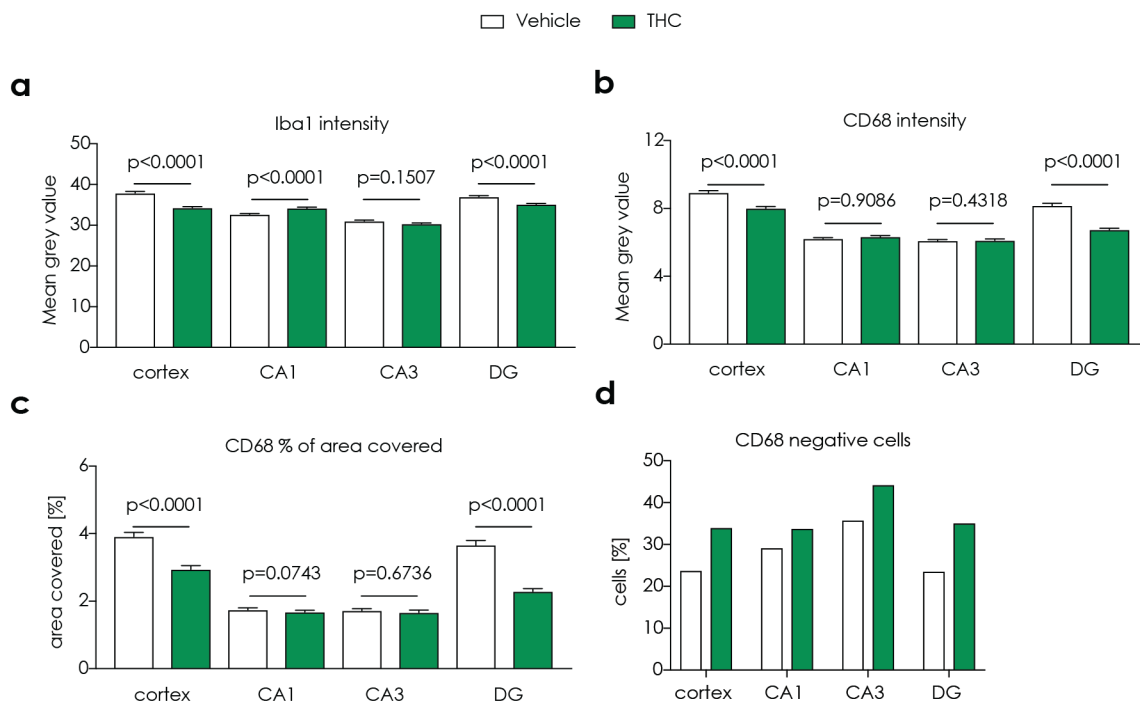 Vehicle THC
a
Iba1 intensity
Mean grey value
50
40
30
20
10
0
p<0.0001
p<0.0001
p=0.1507
p<0.0001
cortex CA1 CA3 DG
b
CD68 intensity
Mean grey value
12
8
4
0
p<0.0001
p=0.9086
p=0.4318
p<0.0001
cortex CA1 CA3 DG
c
CD68 % of area covered
area covered [%]
6
4
2
0
p<0.0001
p=0.0743
p=0.6736
p<0.0001
cortex CA1 CA3 DG
d
CD68 negative cells
cells [%]
50
40
30
20
10
0
cortex CA1 CA3 DG